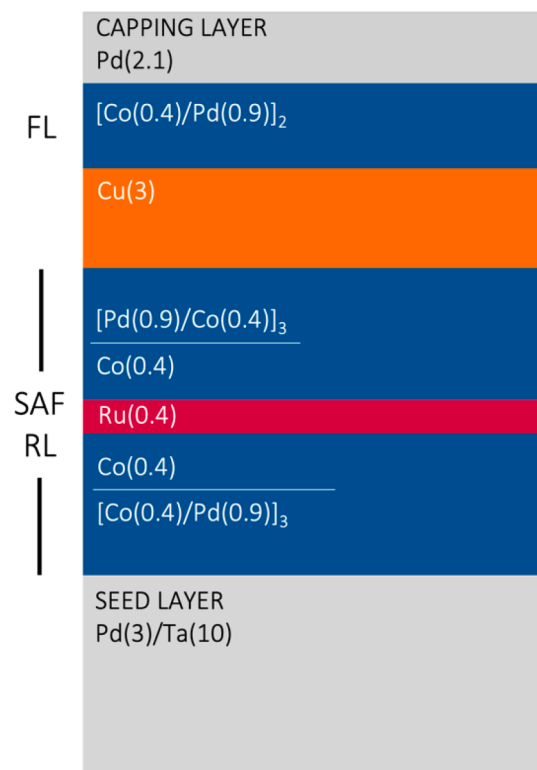 CAPPING LAYER
Pd(2.1)
FL
[Co(0.4)/Pd(0.9)]₂
Cu(3)
[Pd(0.9)/Co(0.4)]₃
Co(0.4)
SAF
RL
Ru(0.4)
Co(0.4)
[Co(0.4)/Pd(0.9)]₃
SEED LAYER
Pd(3)/Ta(10)